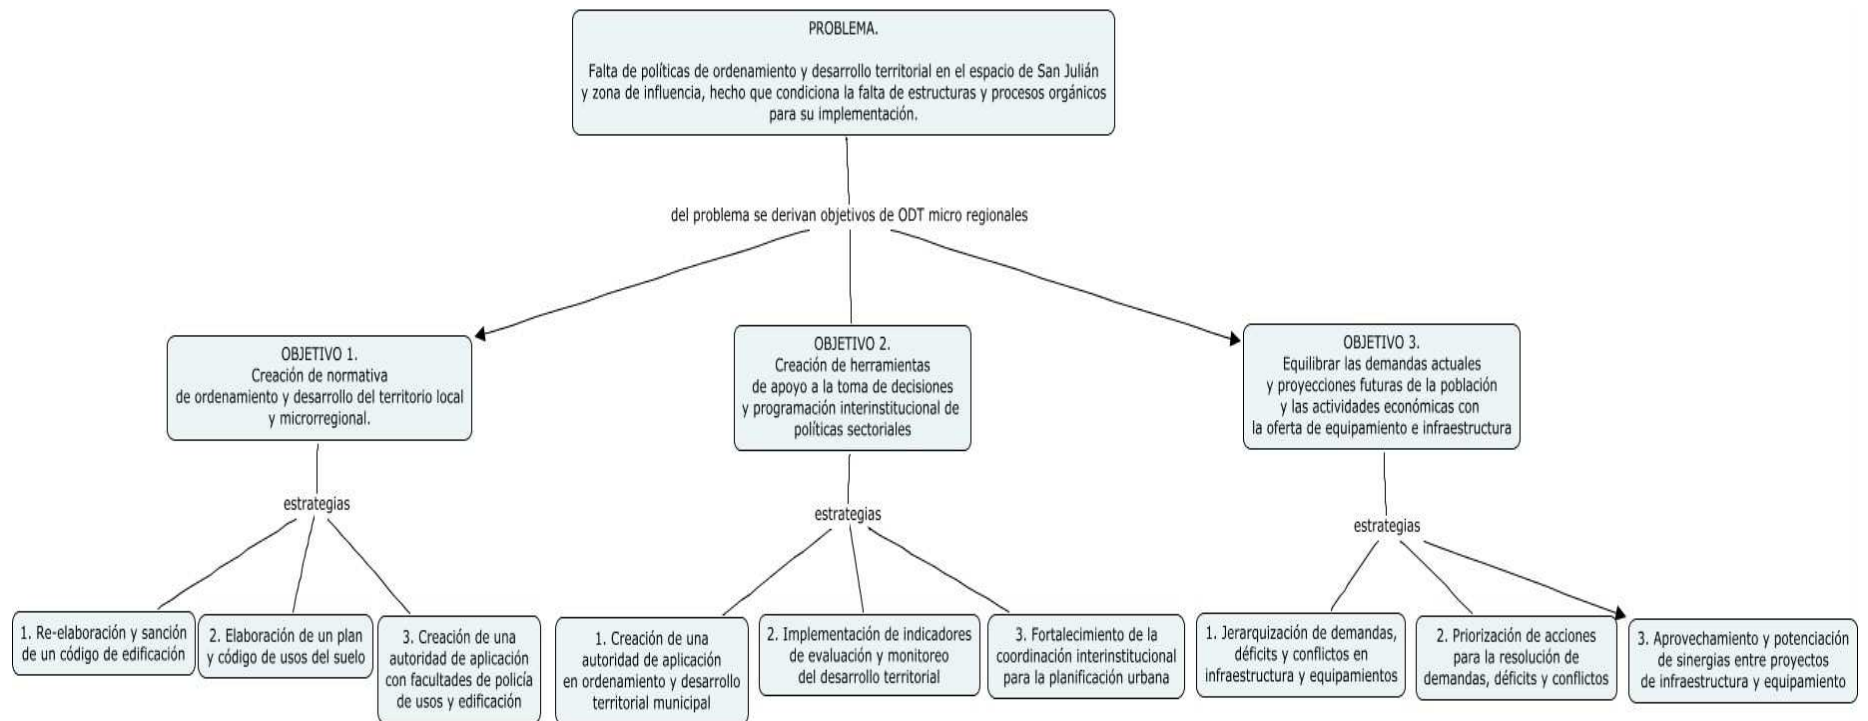 PROBLEMA.
Falta de políticas de ordenamiento y desarrollo territorial en el espacio de San Julián
y zona de influencia, hecho que condiciona la falta de estructuras y procesos orgánicos
para su implementación.
del problema se derivan objetivos de ODT micro regionales
OBJETIVO 1.
Creación de normativa
de ordenamiento y desarrollo del territorio local
y microrregional.
OBJETIVO 2.
Creación de herramientas
de apoyo a la toma de decisiones
y programación interinstitucional de
políticas sectoriales
OBJETIVO 3.
Equilibrar las demandas actuales
y proyecciones futuras de la población
y las actividades económicas con
la oferta de equipamiento e infraestructura
estrategias
estrategias
estrategias
1. Re-elaboración y sanción
de un código de edificación
2. Elaboración de un plan
y código de usos del suelo
3. Creación de una
autoridad de aplicación
con facultades de policía
de usos y edificación
1. Creación de una
autoridad de aplicación
en ordenamiento y desarrollo
territorial municipal
2. Implementación de indicadores
de evaluación y monitoreo
del desarrollo territorial
3. Fortalecimiento de la
coordinación interinstitucional
para la planificación urbana
1. Jerarquización de demandas,
déficits y conflictos en
infraestructura y equipamientos
2. Priorización de acciones
para la resolución de
demandas, déficits y conflictos
3. Aprovechamiento y potenciación
de sinergias entre proyectos
de infraestructura y equipamiento